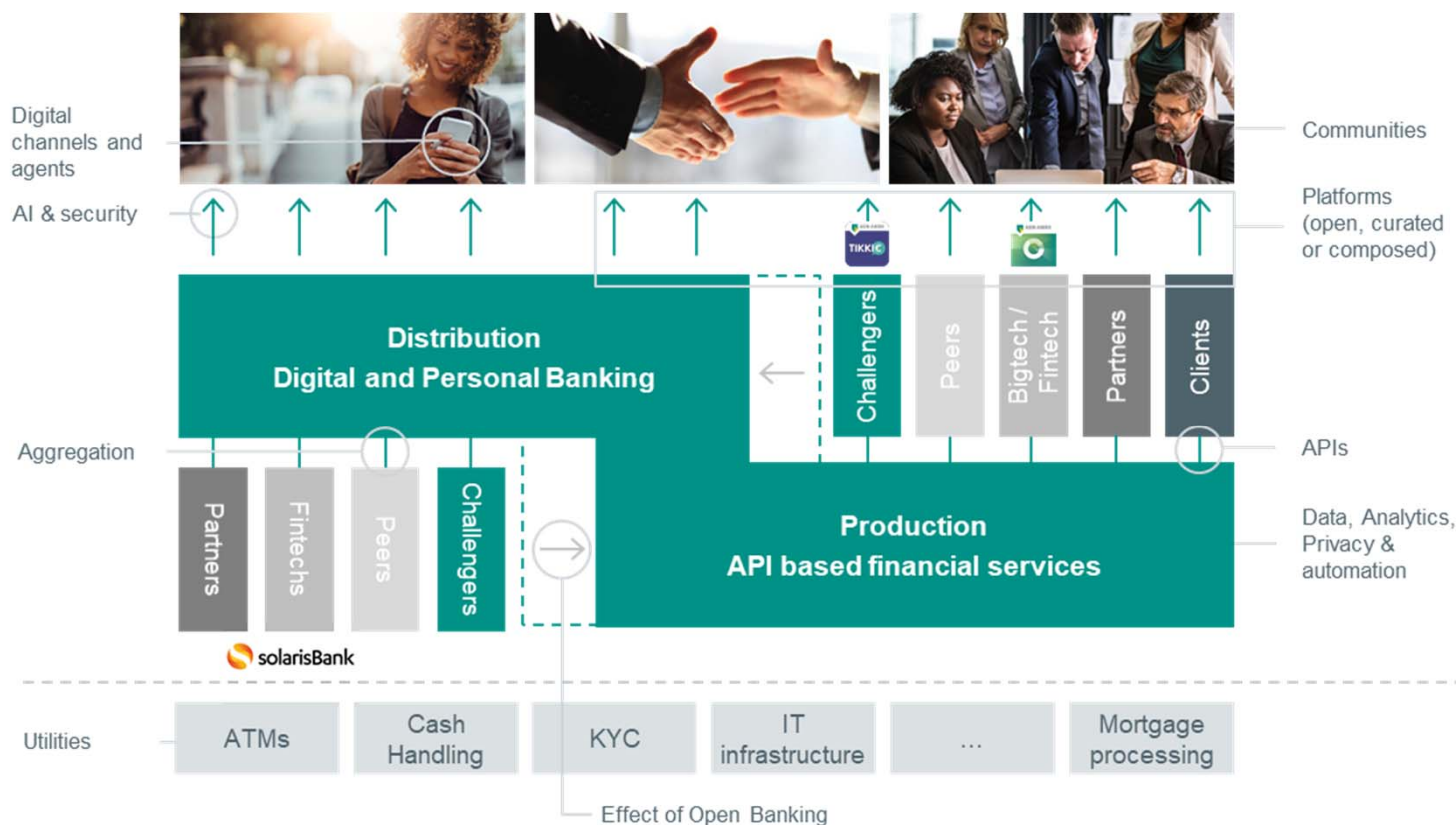 Digital
channels and
agents
Communities
AI & security
Platforms
(open, curated
or composed)
TIKKIE
Distribution
Digital and Personal Banking
Challengers
Peers
Bigtech /
Fintech
Partners
Clients
Aggregation
APIs
Partners
Fintechs
Peers
Challengers
Production
API based financial services
Data, Analytics,
Privacy &
automation
solarisBank
Utilities
ATMs
Cash
Handling
KYC
IT
infrastructure
...
Mortgage
processing
Effect of Open Banking